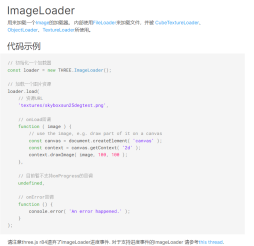 ImageLoader
用来加载一个Image的加载器。 内部使用FileLoader来加载文件，并被 CubeTextureLoader,
ObjectLoader, TextureLoader所使用。
代码示例
// 初始化一个加载器
const loader = new THREE.ImageLoader();
// 加载一个图片资源
loader.load(
// 资源URL
'textures/skyboxsun25degtest.png',
// onLoad回调
function ( image ) {
// use the image, e.g. draw part of it on a canvas
const canvas = document.createElement( 'canvas' );
const context = canvas.getContext( '2d' );
context.drawImage( image, 100, 100 );
},
// 目前暂不支持onProgress的回调
undefined,
// onError回调
function () {
console.error( 'An error happened.' );
}
);
请注意three.js r84遗弃了ImageLoader进度事件。对于支持进度事件的ImageLoader 请参考this thread。